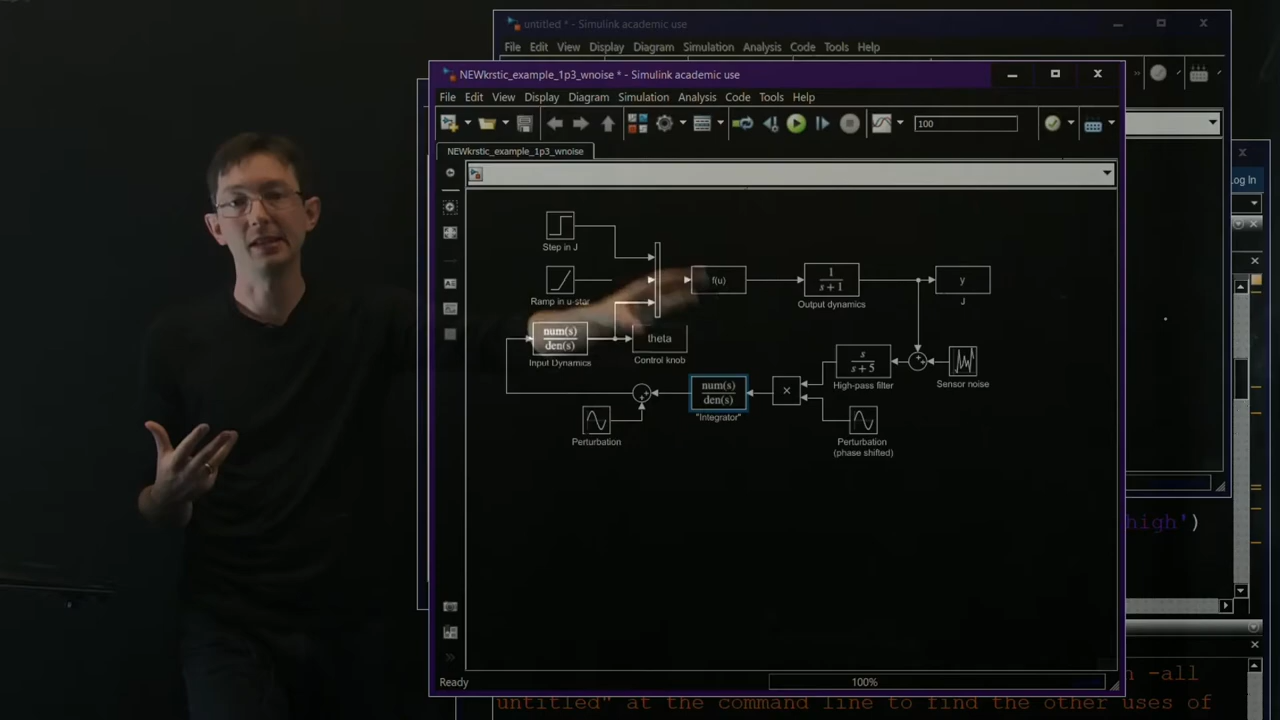 untitled * - Simulink academic use
File Edit View Display Diagram Simulation Analysis Code Tools Help
NEWkrstic_example_1p3_wnoise * - Simulink academic use
File Edit View Display Diagram Simulation Analysis Code Tools Help
100
NEWkrstic_example_1p3_wnoise
Log In
Step in J
Ramp in u-star
f(u)
1
s+1
Output dynamics
y
J
num(s)
den(s)
Input Dynamics
theta
Control knob
s
s+5
High-pass filter
Sensor noise
num(s)
den(s)
"Integrator"
×
Perturbation
Perturbation
(phase shifted)
high')
-all
untitled" at the command line to find the other uses of
Ready
100%